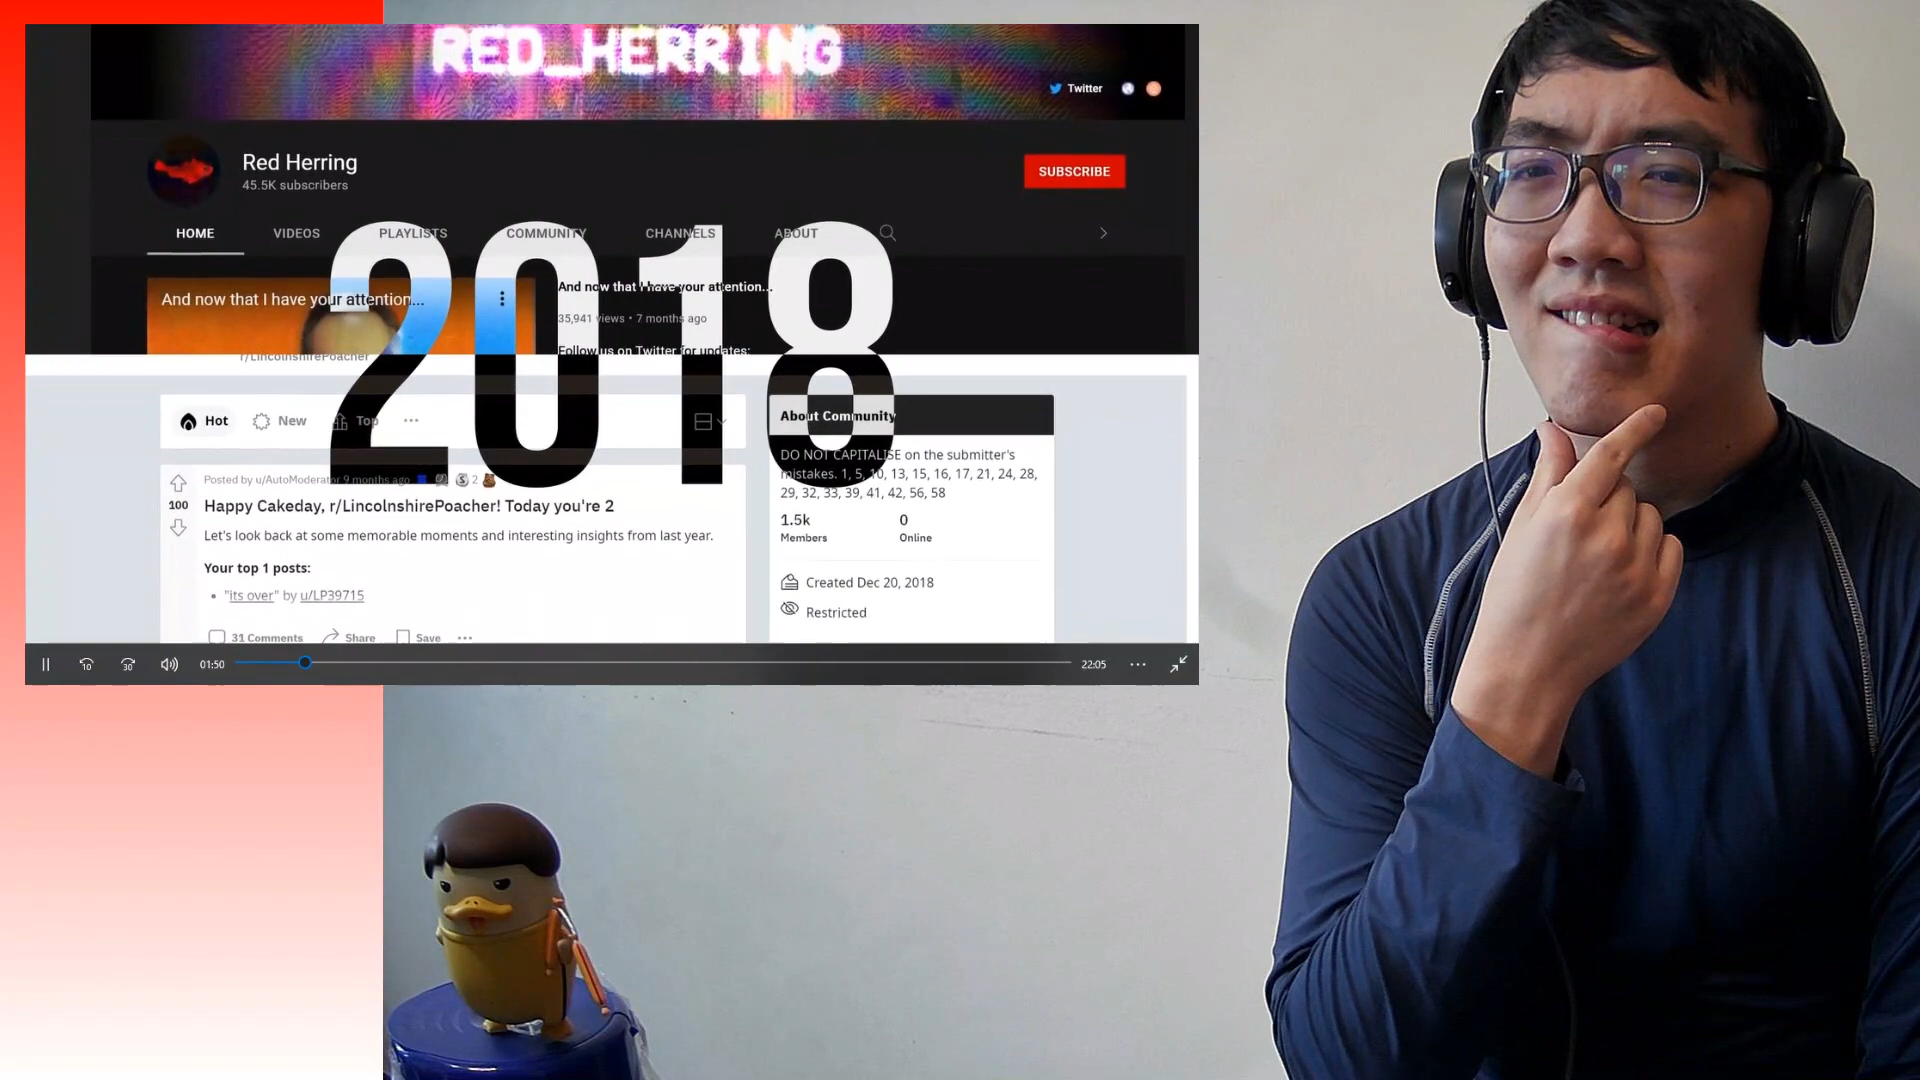 RED_HERRING
Twitter
Red Herring
45.5K subscribers
SUBSCRIBE
HOME VIDEOS PLAYLISTS COMMUNITY CHANNELS ABOUT
2018
And now that I have your attention...
And now that I have your attention...
35,941 views • 7 months ago
Follow us on Twitter for updates:
r/LincolnshirePoacher
Hot New Top ...
Posted by u/AutoModerator 9 months ago 2
100
Happy Cakeday, r/LincolnshirePoacher! Today you're 2
Let's look back at some memorable moments and interesting insights from last year.
Your top 1 posts:
• "its over" by u/LP39715
31 Comments Share Save ...
About Community
DO NOT CAPITALISE on the submitter's
mistakes. 1, 5, 10, 13, 15, 16, 17, 21, 24, 28,
29, 32, 33, 39, 41, 42, 56, 58
1.5k 0
Members Online
Created Dec 20, 2018
Restricted
10 30 01:50 22:05 ...